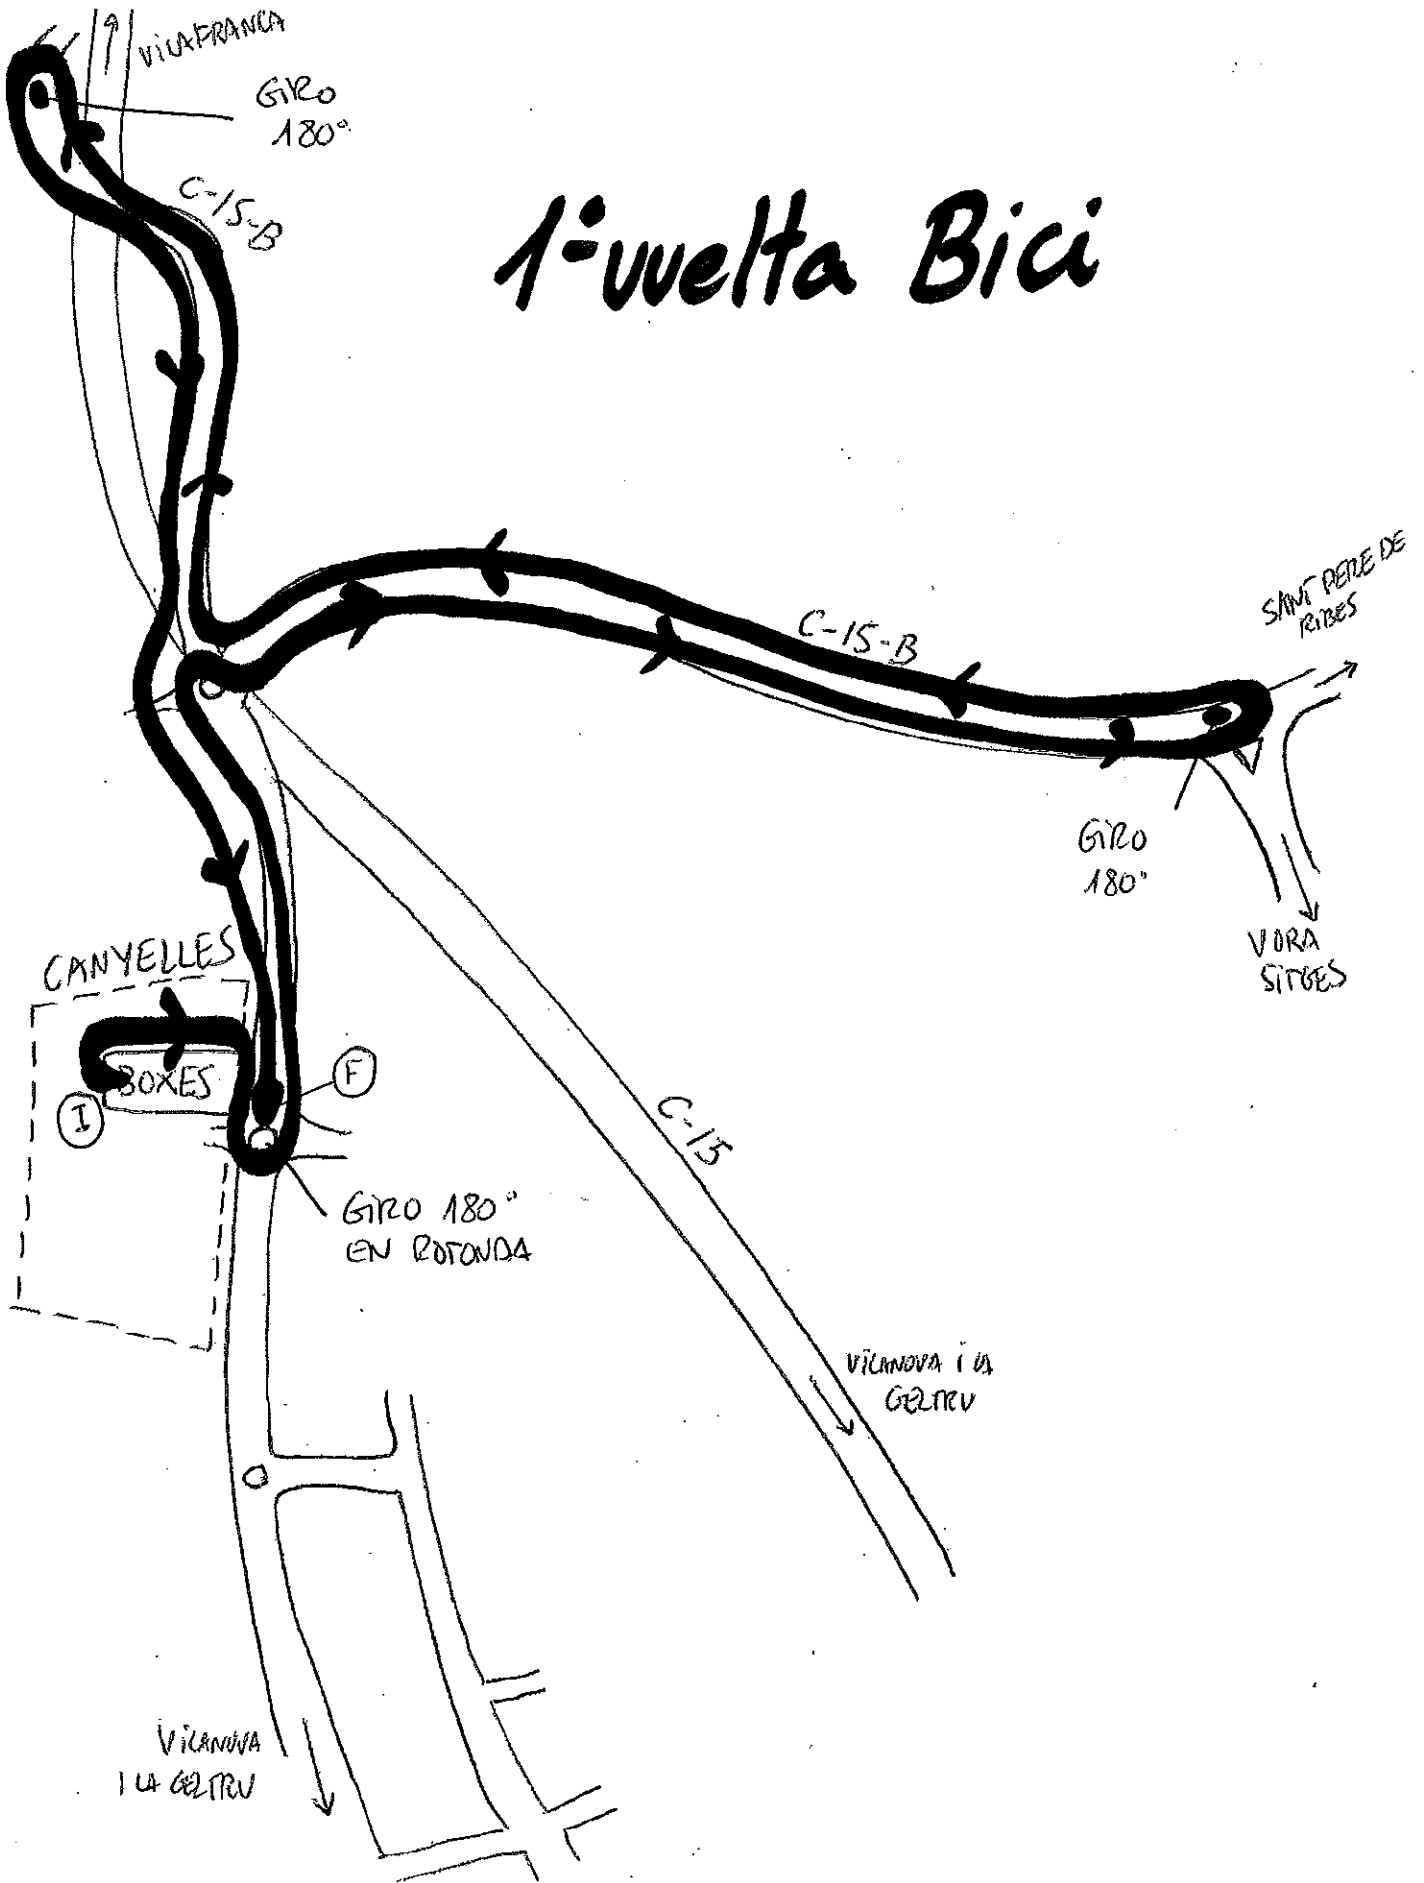 VILAFRANCA
GIRO
180°
C-15-B
1ª vuelta Bici
SANT PERE DE
RIBES
C-15-B
GIRO
180°
VORA
SITGES
CANYELLES
BOXES
F
I
C-15
GIRO 180°
EN ROTONDA
VILANOVA I LA
GELTRU
VILANOVA
I LA GELTRU